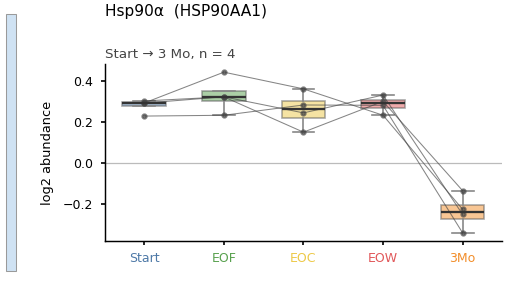 Hsp90α (HSP90AA1)
Start → 3 Mo, n = 4
log2 abundance
0.4
0.2
0.0
−0.2
Start EOF EOC EOW 3Mo